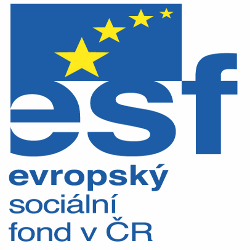 esf
evropský
sociální
fond v ČR